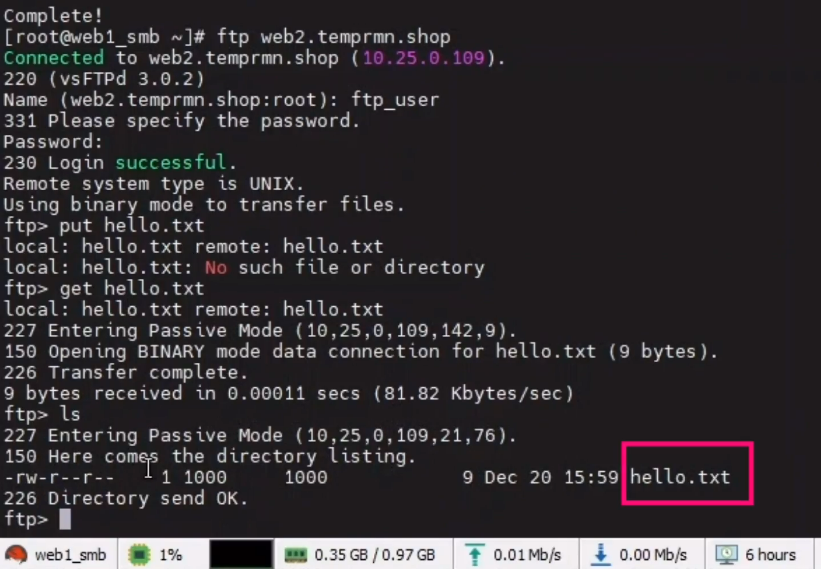 Complete!
[root@web1_smb ~]# ftp web2.temprmn.shop
Connected to web2.temprmn.shop (10.25.0.109).
220 (vsFTPd 3.0.2)
Name (web2.temprmn.shop:root): ftp_user
331 Please specify the password.
Password:
230 Login successful.
Remote system type is UNIX.
Using binary mode to transfer files.
ftp> put hello.txt
local: hello.txt remote: hello.txt
local: hello.txt: No such file or directory
ftp> get hello.txt
local: hello.txt remote: hello.txt
227 Entering Passive Mode (10,25,0,109,142,9).
150 Opening BINARY mode data connection for hello.txt (9 bytes).
226 Transfer complete.
9 bytes received in 0.00011 secs (81.82 Kbytes/sec)
ftp> ls
227 Entering Passive Mode (10,25,0,109,21,76).
150 Here comes the directory listing.
-rw-r--r-- 1 1000 1000 9 Dec 20 15:59 hello.txt
226 Directory send OK.
ftp>
web1_smb 1% 0.35 GB / 0.97 GB 0.01 Mb/s 0.00 Mb/s 6 hours